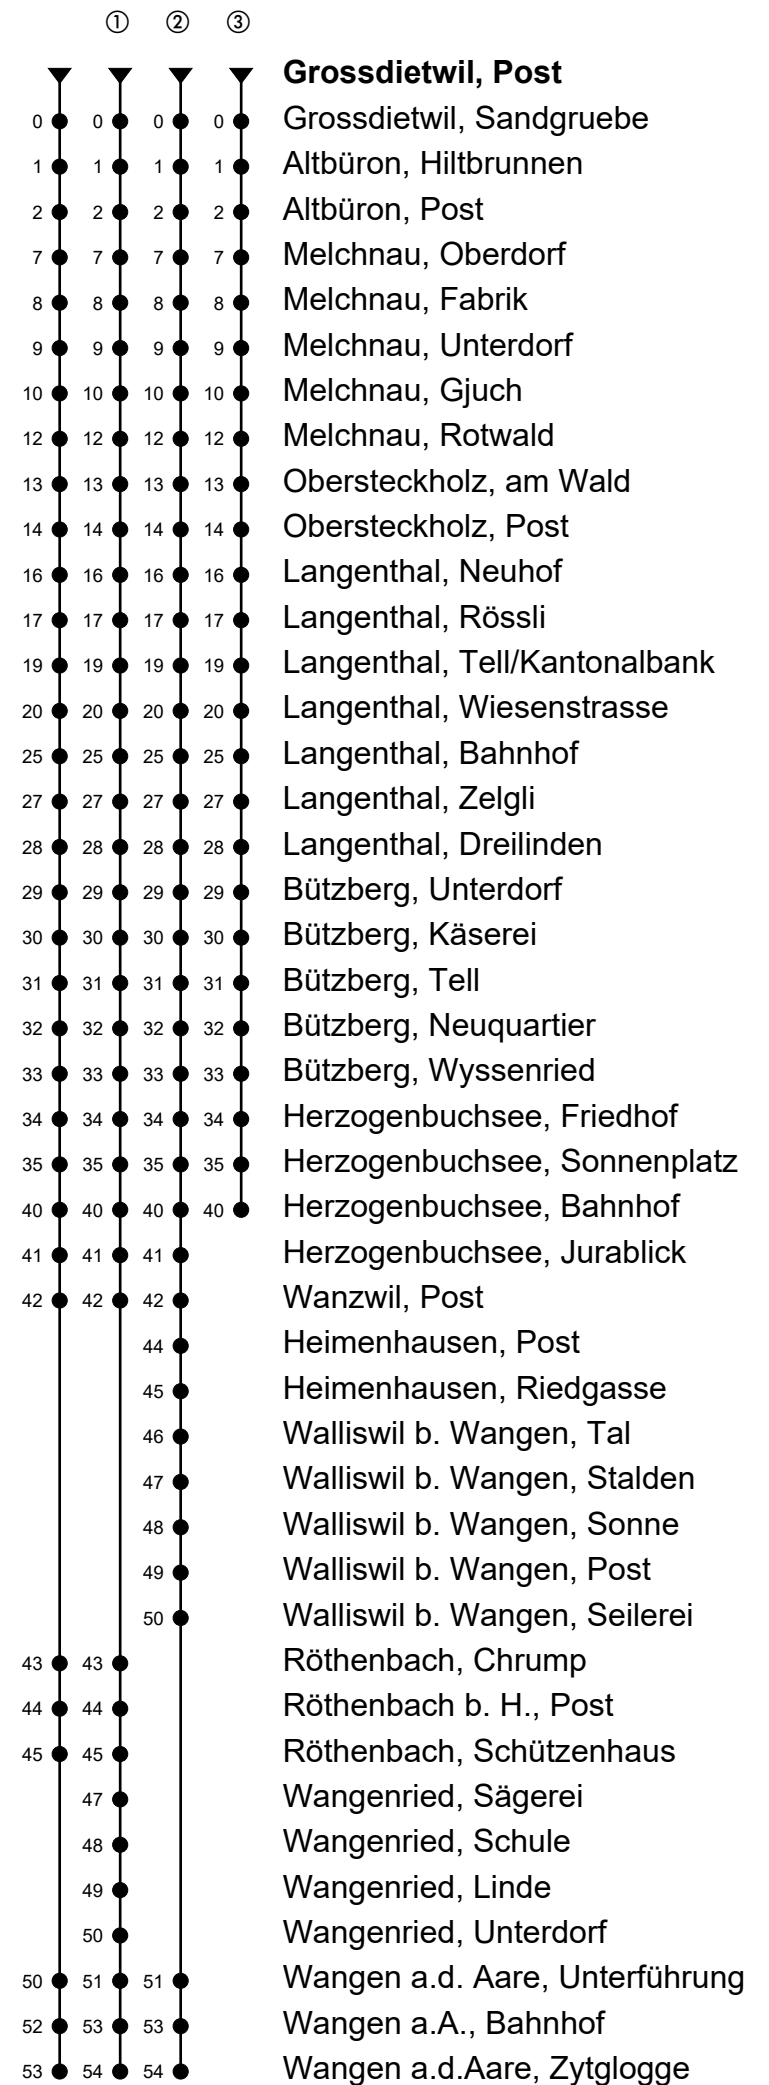 ① ② ③
Grossdietwil, Post
0 0 0 0 Grossdietwil, Sandgruebe
1 1 1 1 Altbüron, Hiltbrunnen
2 2 2 2 Altbüron, Post
7 7 7 7 Melchnau, Oberdorf
8 8 8 8 Melchnau, Fabrik
9 9 9 9 Melchnau, Unterdorf
10 10 10 10 Melchnau, Gjuch
12 12 12 12 Melchnau, Rotwald
13 13 13 13 Obersteckholz, am Wald
14 14 14 14 Obersteckholz, Post
16 16 16 16 Langenthal, Neuhof
17 17 17 17 Langenthal, Rössli
19 19 19 19 Langenthal, Tell/Kantonalbank
20 20 20 20 Langenthal, Wiesenstrasse
25 25 25 25 Langenthal, Bahnhof
27 27 27 27 Langenthal, Zelgli
28 28 28 28 Langenthal, Dreilinden
29 29 29 29 Bützberg, Unterdorf
30 30 30 30 Bützberg, Käserei
31 31 31 31 Bützberg, Tell
32 32 32 32 Bützberg, Neuquartier
33 33 33 33 Bützberg, Wyssenried
34 34 34 34 Herzogenbuchsee, Friedhof
35 35 35 35 Herzogenbuchsee, Sonnenplatz
40 40 40 40 Herzogenbuchsee, Bahnhof
41 41 41 Herzogenbuchsee, Jurablick
42 42 42 Wanzwil, Post
44 Heimenhausen, Post
45 Heimenhausen, Riedgasse
46 Walliswil b. Wangen, Tal
47 Walliswil b. Wangen, Stalden
48 Walliswil b. Wangen, Sonne
49 Walliswil b. Wangen, Post
50 Walliswil b. Wangen, Seilerei
43 43 Röthenbach, Chrump
44 44 Röthenbach b. H., Post
45 45 Röthenbach, Schützenhaus
47 Wangenried, Sägerei
48 Wangenried, Schule
49 Wangenried, Linde
50 Wangenried, Unterdorf
50 51 51 Wangen a.d. Aare, Unterführung
52 53 53 Wangen a.A., Bahnhof
53 54 54 Wangen a.d.Aare, Zytglogge